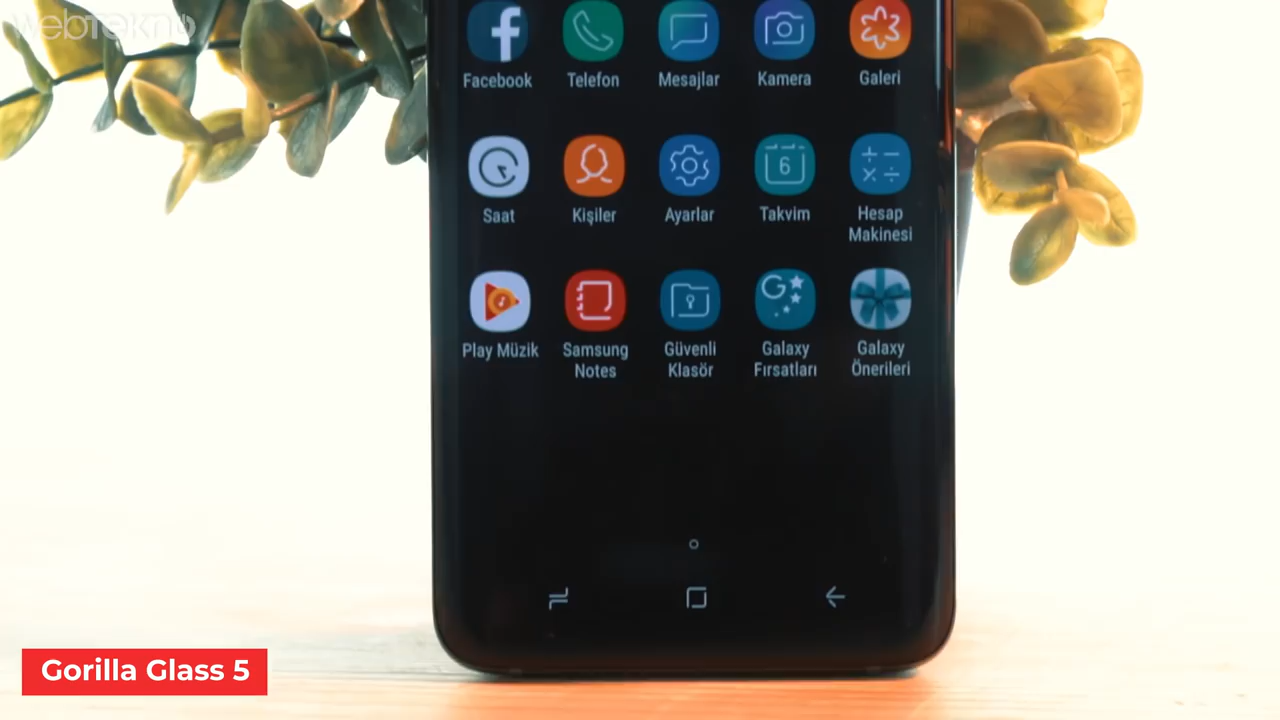 webtekno
Facebook
Telefon
Mesajlar
Kamera
Galeri
Saat
Kişiler
Ayarlar
6
Takvim
Hesap
Makinesi
Play Müzik
Samsung
Notes
Güvenli
Klasör
G
Galaxy
Fırsatları
Galaxy
Önerileri
Gorilla Glass 5